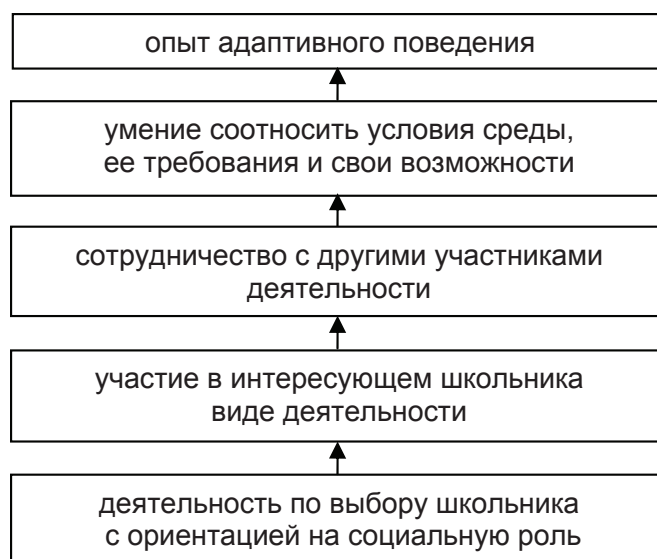 опыт адаптивного поведения
умение соотносить условия среды,
ее требования и свои возможности
сотрудничество с другими участниками
деятельности
участие в интересующем школьника
виде деятельности
деятельность по выбору школьника
с ориентацией на социальную роль